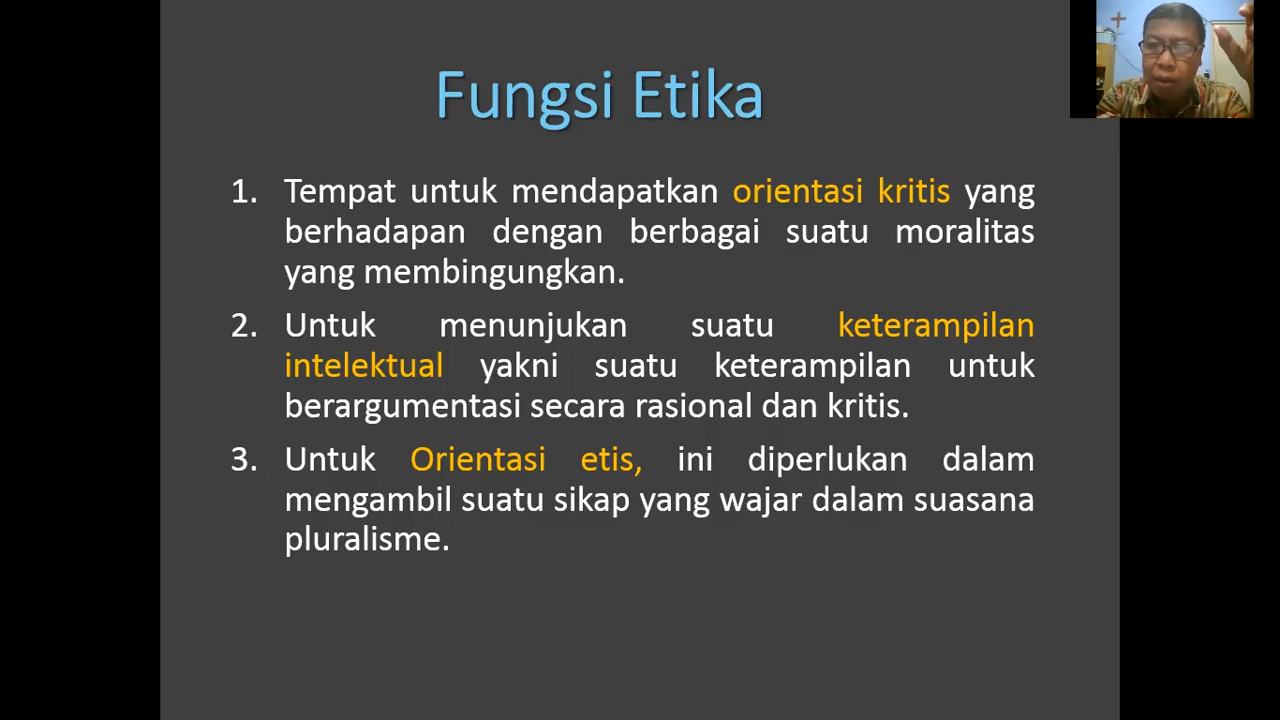 Fungsi Etika
1. Tempat untuk mendapatkan orientasi kritis yang
berhadapan dengan berbagai suatu moralitas
yang membingungkan.
2. Untuk menunjukan suatu keterampilan
intelektual yakni suatu keterampilan untuk
berargumentasi secara rasional dan kritis.
3. Untuk Orientasi etis, ini diperlukan dalam
mengambil suatu sikap yang wajar dalam suasana
pluralisme.